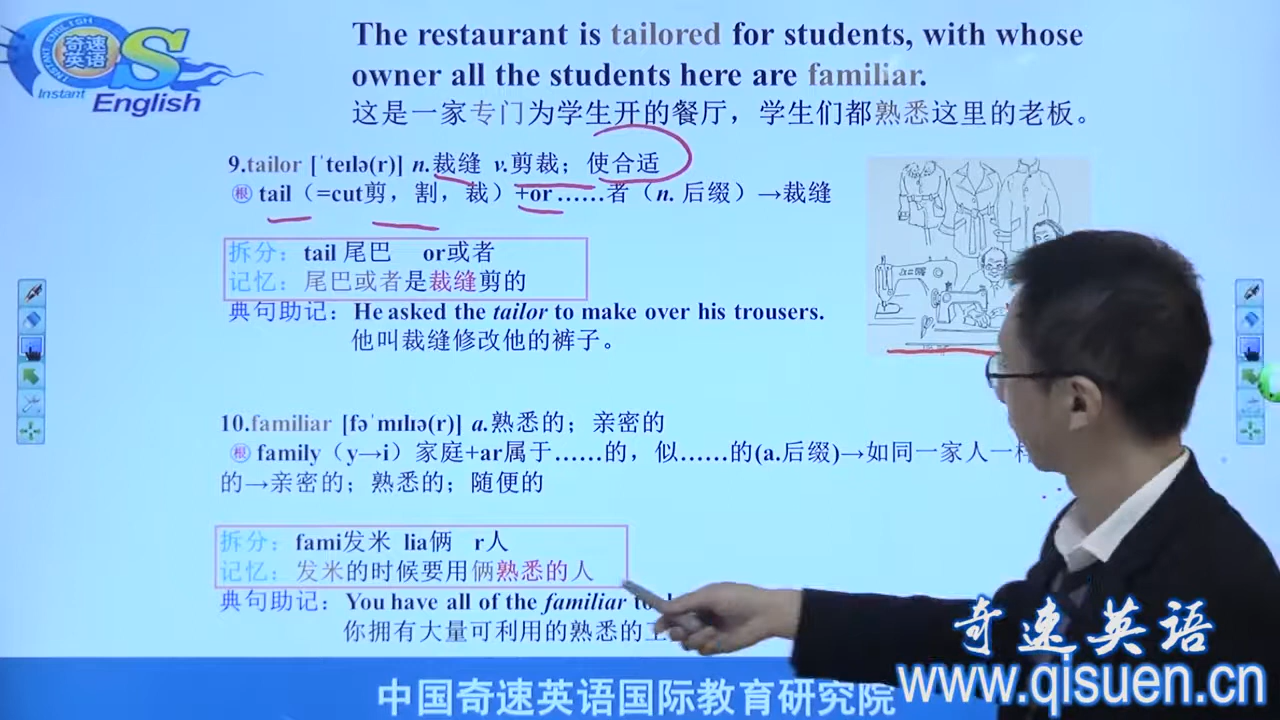 INSTANT ENGLISH
奇速
英语
S
Instant
English
The restaurant is tailored for students, with whose
owner all the students here are familiar.
这是一家专门为学生开的餐厅，学生们都熟悉这里的老板。
9.tailor [ˈteɪlə(r)] n.裁缝 v.剪裁；使合适
根 tail（=cut剪，割，裁）+or……者（n. 后缀）→裁缝
拆分：tail 尾巴 or或者
记忆：尾巴或者是裁缝剪的
典句助记：He asked the tailor to make over his trousers.
他叫裁缝修改他的裤子。
10.familiar [fəˈmɪlɪə(r)] a.熟悉的；亲密的
根 family（y→i）家庭+ar属于……的，似……的(a.后缀)→如同一家人一样
的→亲密的；熟悉的；随便的
拆分：fami发米 lia俩 r人
记忆：发米的时候要用俩熟悉的人
典句助记：You have all of the familiar
你拥有大量可利用的熟悉的
奇速英语
www.qisuen.cn
中国奇速英语国际教育研究院